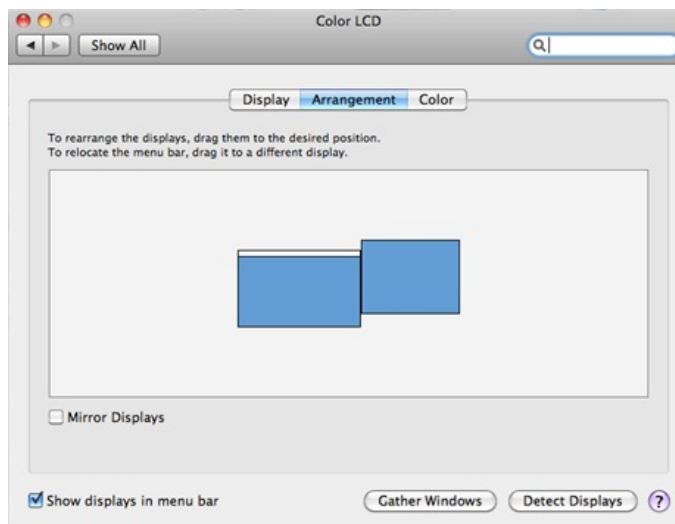 Color LCD
Show All
Display Arrangement Color
To rearrange the displays, drag them to the desired position.
To relocate the menu bar, drag it to a different display.
Mirror Displays
Show displays in menu bar Gather Windows Detect Displays ?